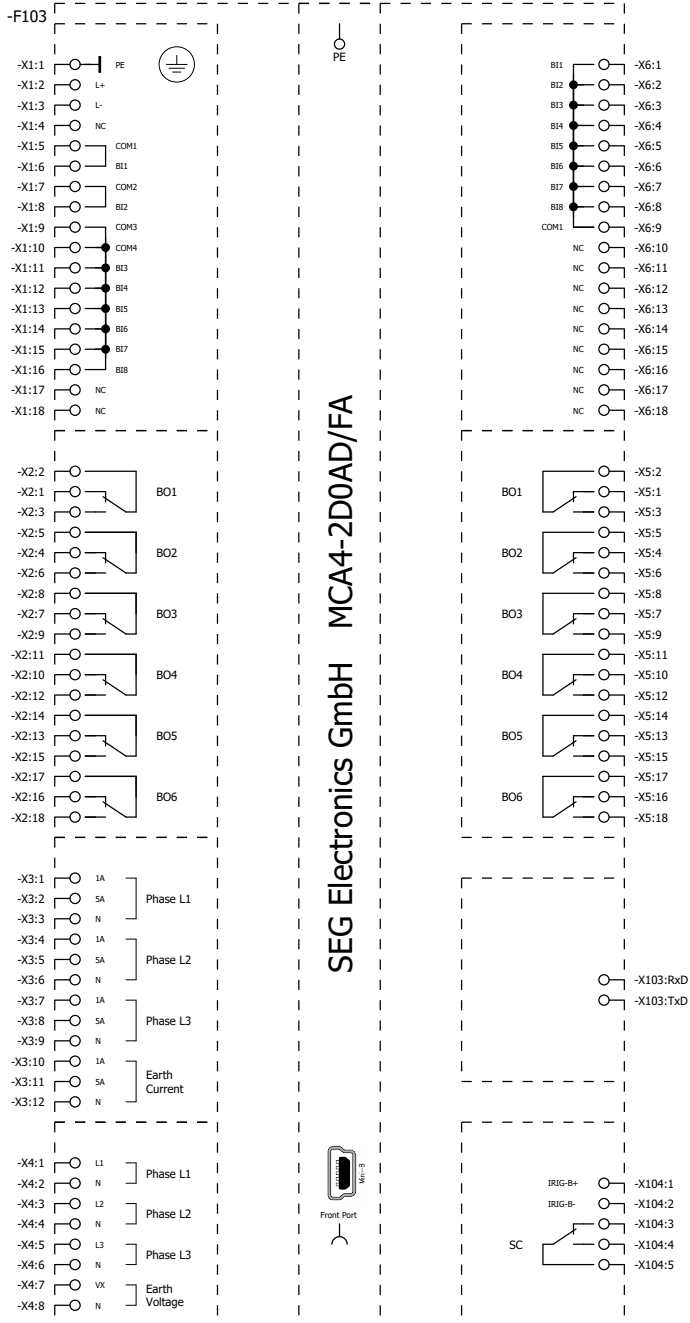 -F103
PE
-X1:1 PE
-X1:2 L+
-X1:3 L-
-X1:4 NC
-X1:5 COM1
-X1:6 BI1
-X1:7 COM2
-X1:8 BI2
-X1:9 COM3
-X1:10 COM4
-X1:11 BI3
-X1:12 BI4
-X1:13 BI5
-X1:14 BI6
-X1:15 BI7
-X1:16 BI8
-X1:17 NC
-X1:18 NC
-X2:2
-X2:1 BO1
-X2:3
-X2:5
-X2:4 BO2
-X2:6
-X2:8
-X2:7 BO3
-X2:9
-X2:11
-X2:10 BO4
-X2:12
-X2:14
-X2:13 BO5
-X2:15
-X2:17
-X2:16 BO6
-X2:18
-X3:1 1A
-X3:2 5A Phase L1
-X3:3 N
-X3:4 1A
-X3:5 5A Phase L2
-X3:6 N
-X3:7 1A
-X3:8 5A Phase L3
-X3:9 N
-X3:10 1A
-X3:11 5A Earth
Current
-X3:12 N
-X4:1 L1
Phase L1
-X4:2 N
-X4:3 L2
Phase L2
-X4:4 N
-X4:5 L3
Phase L3
-X4:6 N
-X4:7 VX Earth
Voltage
-X4:8 N
SEG Electronics GmbH MCA4-2D0AD/FA
Mini-B
Front Port
BI1 -X6:1
BI2 -X6:2
BI3 -X6:3
BI4 -X6:4
BI5 -X6:5
BI6 -X6:6
BI7 -X6:7
BI8 -X6:8
COM1 -X6:9
NC -X6:10
NC -X6:11
NC -X6:12
NC -X6:13
NC -X6:14
NC -X6:15
NC -X6:16
NC -X6:17
NC -X6:18
-X5:2
BO1 -X5:1
-X5:3
-X5:5
BO2 -X5:4
-X5:6
-X5:8
BO3 -X5:7
-X5:9
-X5:11
BO4 -X5:10
-X5:12
-X5:14
BO5 -X5:13
-X5:15
-X5:17
BO6 -X5:16
-X5:18
-X103:RxD
-X103:TxD
IRIG-B+ -X104:1
IRIG-B- -X104:2
-X104:3
SC -X104:4
-X104:5